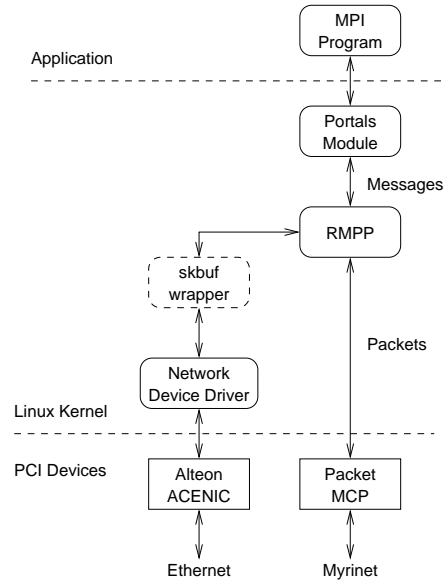 MPI
Program
Application
Portals
Module
Messages
RMPP
skbuf
wrapper
Packets
Network
Device Driver
Linux Kernel
PCI Devices
Alteon
ACENIC
Packet
MCP
Ethernet
Myrinet